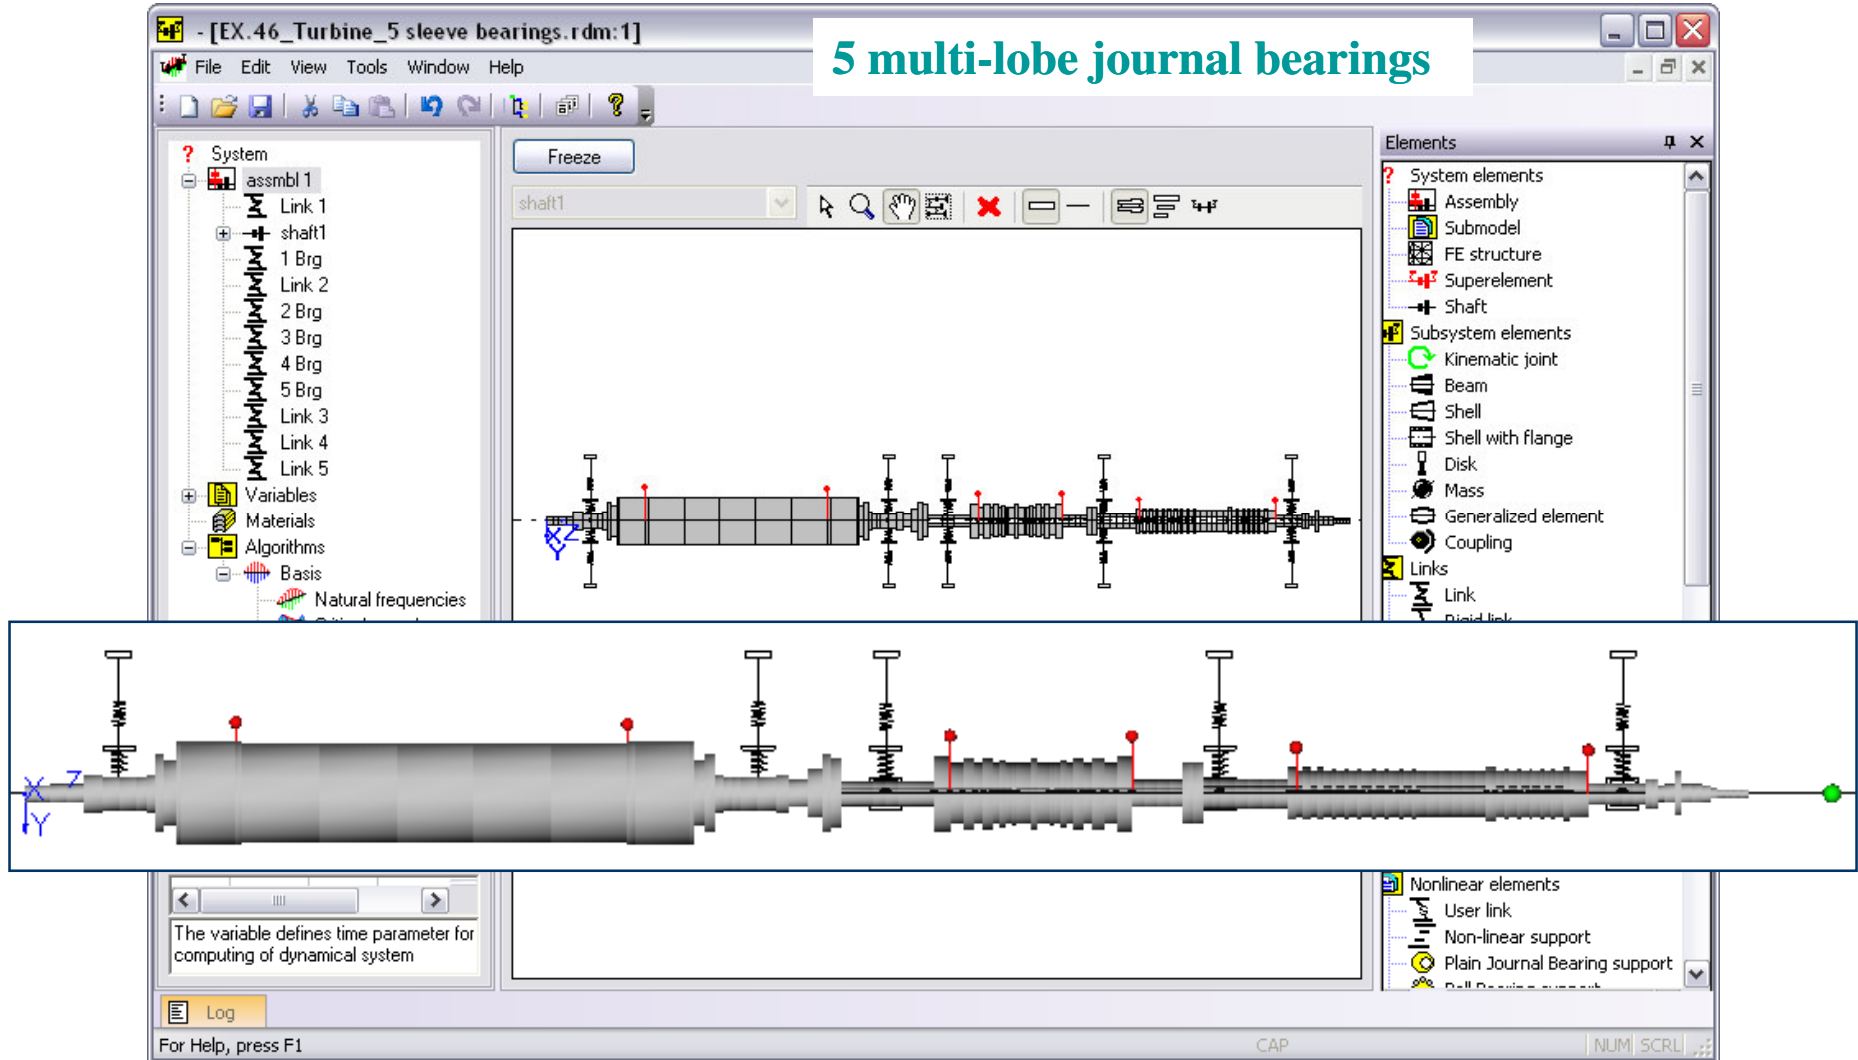 - [EX.46_Turbine_5 sleeve bearings.rdm:1]
5 multi-lobe journal bearings
File Edit View Tools Window Help
System
assmbl 1
Link 1
shaft1
1 Brg
Link 2
2 Brg
3 Brg
4 Brg
5 Brg
Link 3
Link 4
Link 5
Variables
Materials
Algorithms
Basis
Natural frequencies
Freeze
shaft1
X Z
Y
Elements
System elements
Assembly
Submodel
FE structure
Superelement
Shaft
Subsystem elements
Kinematic joint
Beam
Shell
Shell with flange
Disk
Mass
Generalized element
Coupling
Links
Link
Rigid link
X Z
Y
The variable defines time parameter for
computing of dynamical system
Nonlinear elements
User link
Non-linear support
Plain Journal Bearing support
Log
For Help, press F1
CAP
NUM SCRL